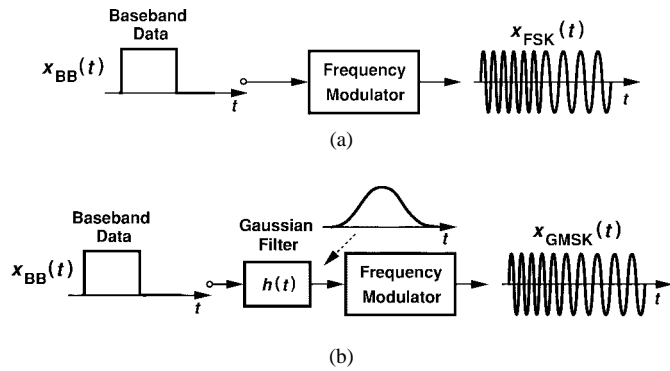 Baseband
Data
x_BB(t)
t
Frequency
Modulator
x_FSK(t)
t
(a)
Baseband
Data
x_BB(t)
t
Gaussian
Filter
h(t)
t
Frequency
Modulator
x_GMSK(t)
t
(b)